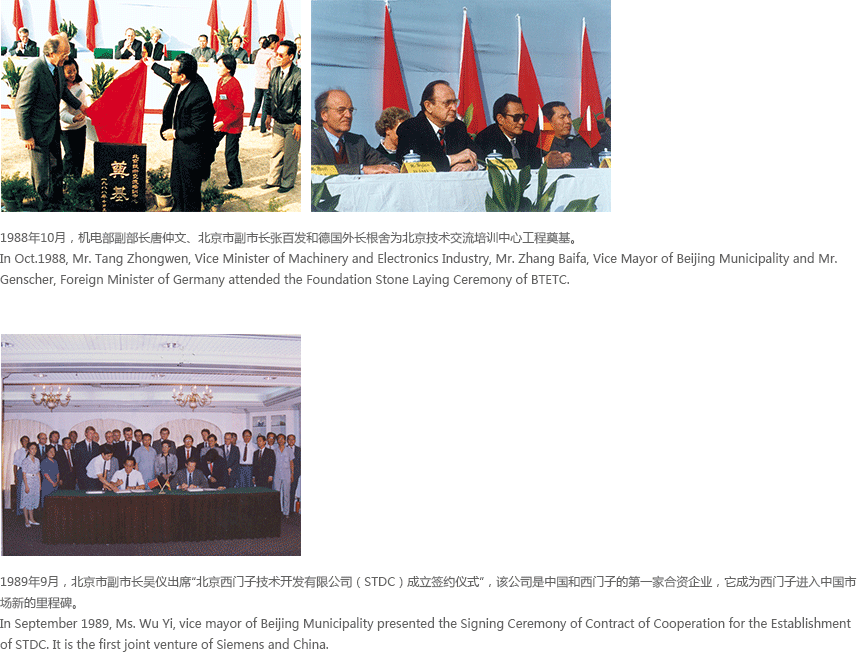 奠
基
1988年10月，机电部副部长唐仲文、北京市副市长张百发和德国外长根舍为北京技术交流培训中心工程奠基。
In Oct.1988, Mr. Tang Zhongwen, Vice Minister of Machinery and Electronics Industry, Mr. Zhang Baifa, Vice Mayor of Beijing Municipality and Mr.
Genscher, Foreign Minister of Germany attended the Foundation Stone Laying Ceremony of BTETC.
1989年9月，北京市副市长吴仪出席“北京西门子技术开发有限公司（STDC）成立签约仪式”，该公司是中国和西门子的第一家合资企业，它成为西门子进入中国市
场新的里程碑。
In September 1989, Ms. Wu Yi, vice mayor of Beijing Municipality presented the Signing Ceremony of Contract of Cooperation for the Establishment
of STDC. It is the first joint venture of Siemens and China.